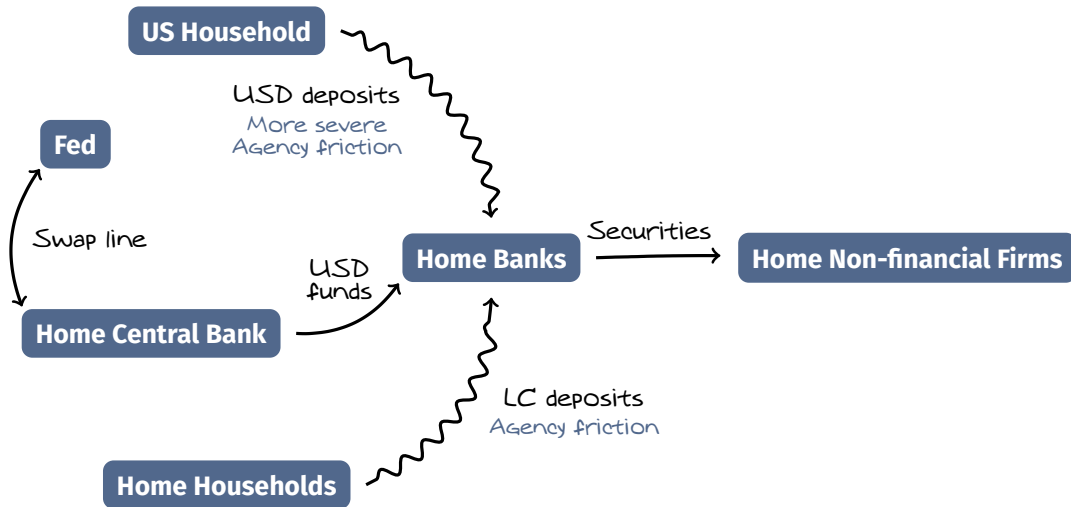 US Household
USD deposits
More severe
Agency friction
Fed
Swap line
USD
funds
Home Banks
Securities
Home Non-financial Firms
Home Central Bank
LC deposits
Agency friction
Home Households